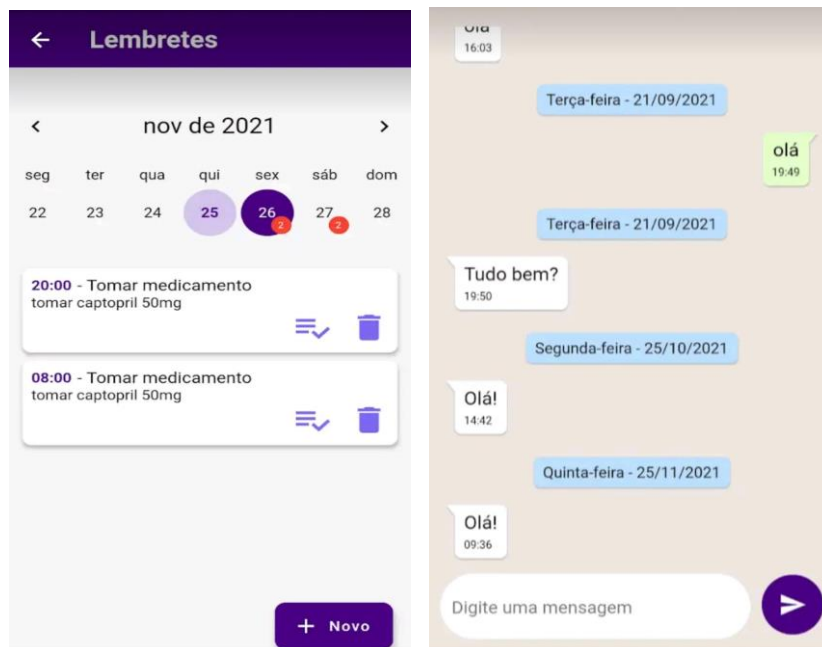 Lembretes
nov de 2021
seg ter qua qui sex sáb dom
22 23 24 25 26 27 28
2 2
20:00 - Tomar medicamento
tomar captopril 50mg
08:00 - Tomar medicamento
tomar captopril 50mg
+ Novo
Olá
16:03
Terça-feira - 21/09/2021
olá
19:49
Terça-feira - 21/09/2021
Tudo bem?
19:50
Segunda-feira - 25/10/2021
Olá!
14:42
Quinta-feira - 25/11/2021
Olá!
09:36
Digite uma mensagem